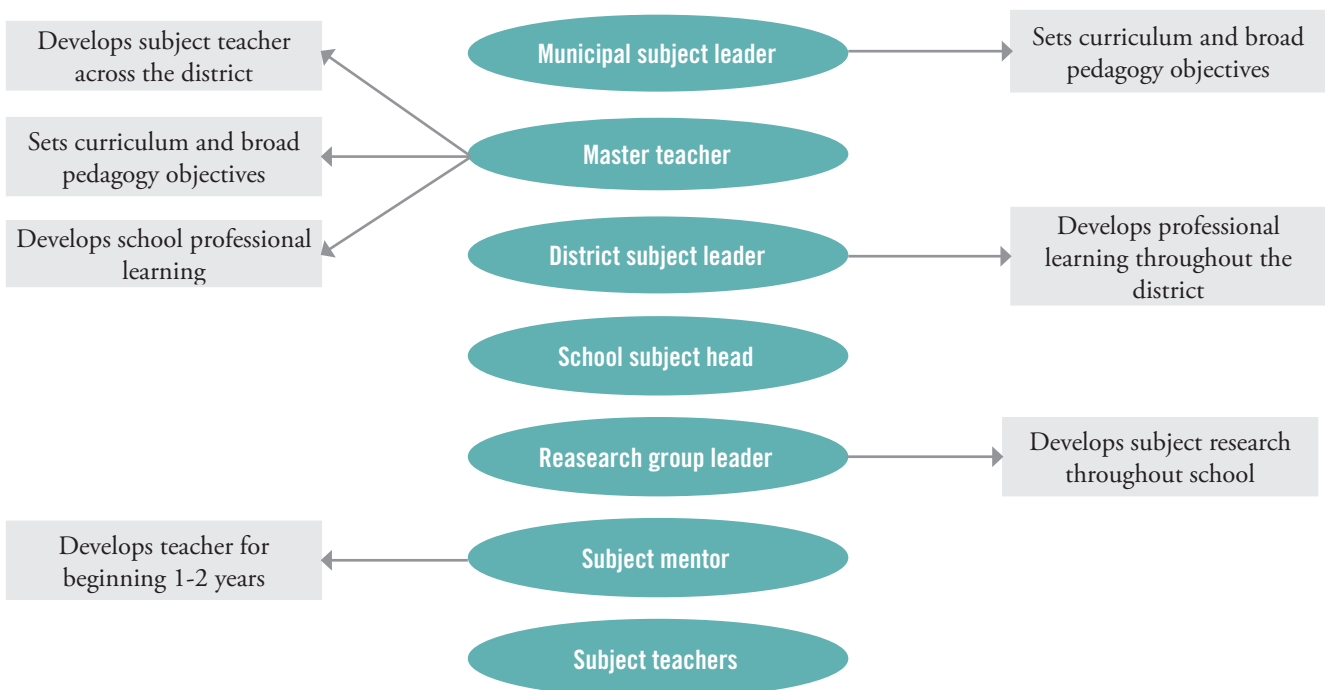 Develops subject teacher
across the district
Municipal subject leader
Sets curriculum and broad
pedagogy objectives
Sets curriculum and broad
pedagogy objectives
Master teacher
Develops school professional
learning
District subject leader
Develops professional
learning throughout the
district
School subject head
Reasearch group leader
Develops subject research
throughout school
Develops teacher for
beginning 1-2 years
Subject mentor
Subject teachers